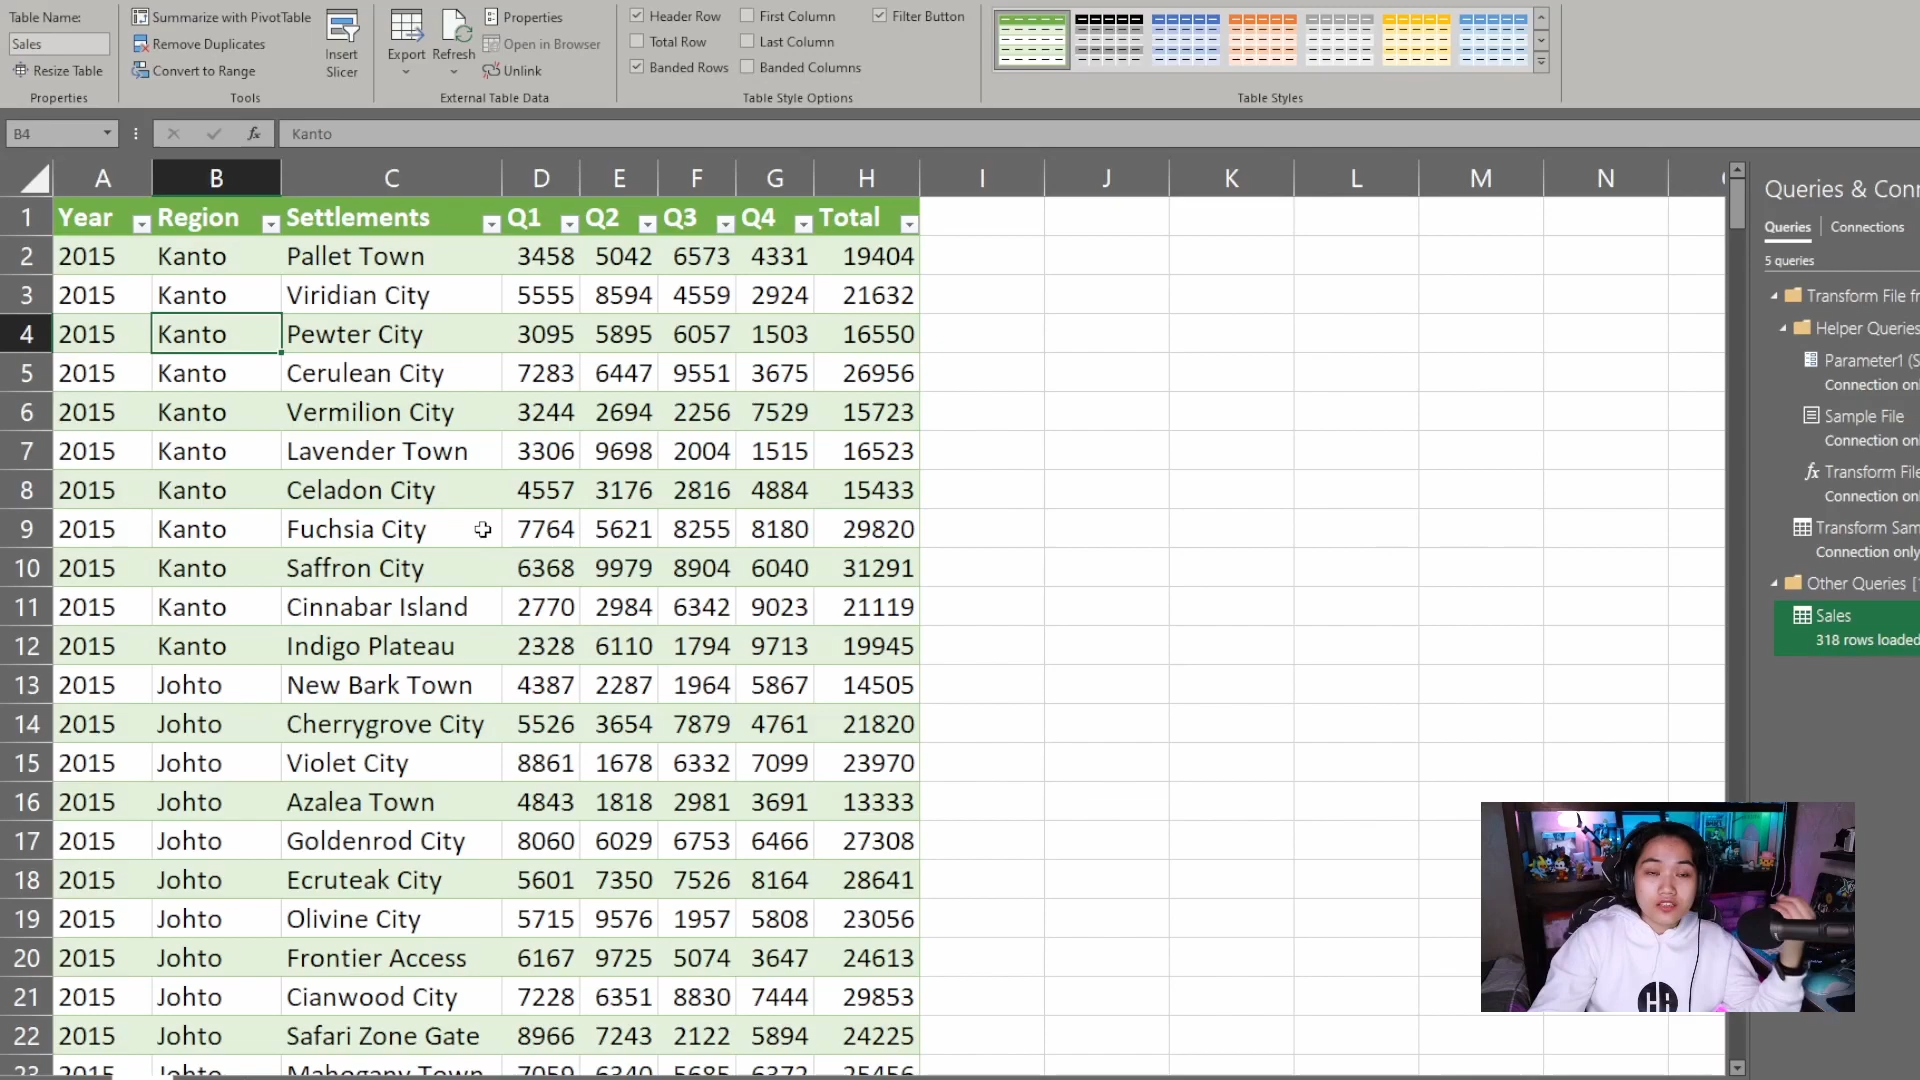 Table Name:
Sales
Resize Table
Properties
Summarize with PivotTable
Remove Duplicates
Convert to Range
Tools
Insert
Slicer
Export
Refresh
Properties
Open in Browser
Unlink
External Table Data
Header Row
Total Row
Banded Rows
First Column
Last Column
Banded Columns
Filter Button
Table Style Options
Table Styles
B4
fx
Kanto
A B C D E F G H I J K L M N
1 Year Region Settlements Q1 Q2 Q3 Q4 Total
2 2015 Kanto Pallet Town 3458 5042 6573 4331 19404
3 2015 Kanto Viridian City 5555 8594 4559 2924 21632
4 2015 Kanto Pewter City 3095 5895 6057 1503 16550
5 2015 Kanto Cerulean City 7283 6447 9551 3675 26956
6 2015 Kanto Vermilion City 3244 2694 2256 7529 15723
7 2015 Kanto Lavender Town 3306 9698 2004 1515 16523
8 2015 Kanto Celadon City 4557 3176 2816 4884 15433
9 2015 Kanto Fuchsia City 7764 5621 8255 8180 29820
10 2015 Kanto Saffron City 6368 9979 8904 6040 31291
11 2015 Kanto Cinnabar Island 2770 2984 6342 9023 21119
12 2015 Kanto Indigo Plateau 2328 6110 1794 9713 19945
13 2015 Johto New Bark Town 4387 2287 1964 5867 14505
14 2015 Johto Cherrygrove City 5526 3654 7879 4761 21820
15 2015 Johto Violet City 8861 1678 6332 7099 23970
16 2015 Johto Azalea Town 4843 1818 2981 3691 13333
17 2015 Johto Goldenrod City 8060 6029 6753 6466 27308
18 2015 Johto Ecruteak City 5601 7350 7526 8164 28641
19 2015 Johto Olivine City 5715 9576 1957 5808 23056
20 2015 Johto Frontier Access 6167 9725 5074 3647 24613
21 2015 Johto Cianwood City 7228 6351 8830 7444 29853
22 2015 Johto Safari Zone Gate 8966 7243 2122 5894 24225
23 2015 Johto Mahogany Town 7059 6340 5685 6372 25456
Queries & Con
Queries | Connections
5 queries
Transform File fr
Helper Queries
Parameter1 (S
Connection on
Sample File
Connection on
fx Transform File
Connection on
Transform Sam
Connection only
Other Queries [
Sales
318 rows loaded